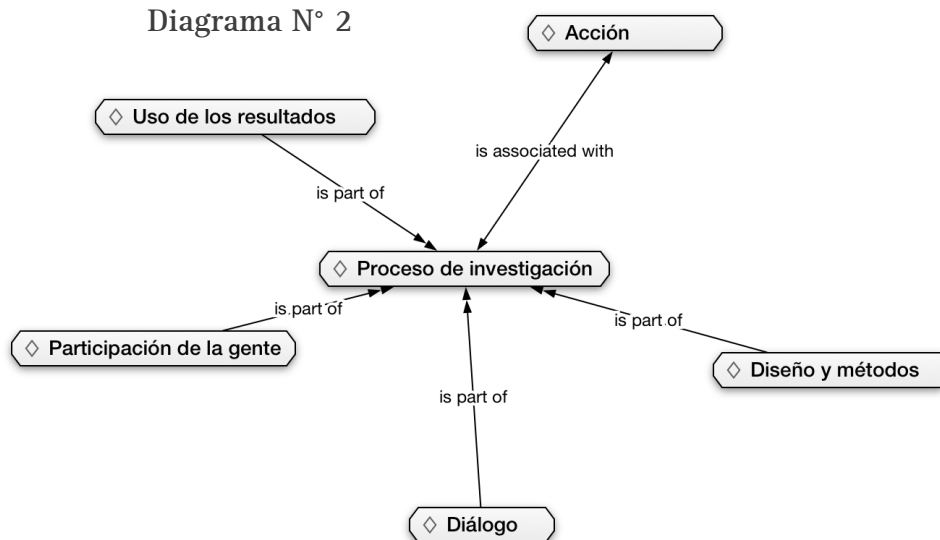 Diagrama N° 2
Acción
Uso de los resultados
is associated with
is part of
Proceso de investigación
is part of
is part of
Participación de la gente
Diseño y métodos
is part of
Diálogo